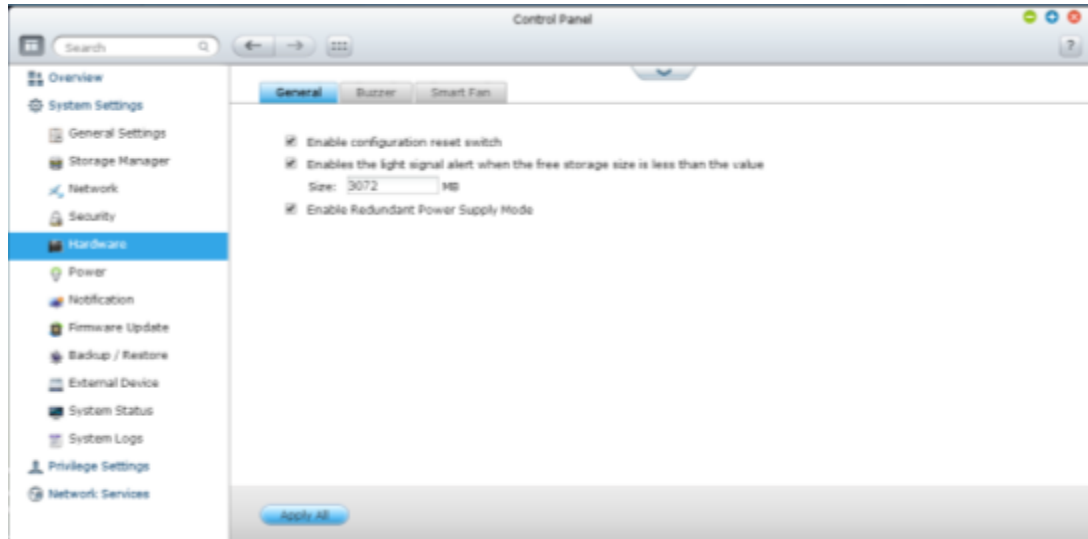 Control Panel
Search
?
Overview
System Settings
General Settings
Storage Manager
Network
Security
Hardware
Power
Notification
Firmware Update
Backup / Restore
External Device
System Status
System Logs
Privilege Settings
Network Services
General Buzzer Smart Fan
Enable configuration reset switch
Enables the light signal alert when the free storage size is less than the value
Size: 3072 MB
Enable Redundant Power Supply Mode
Apply All